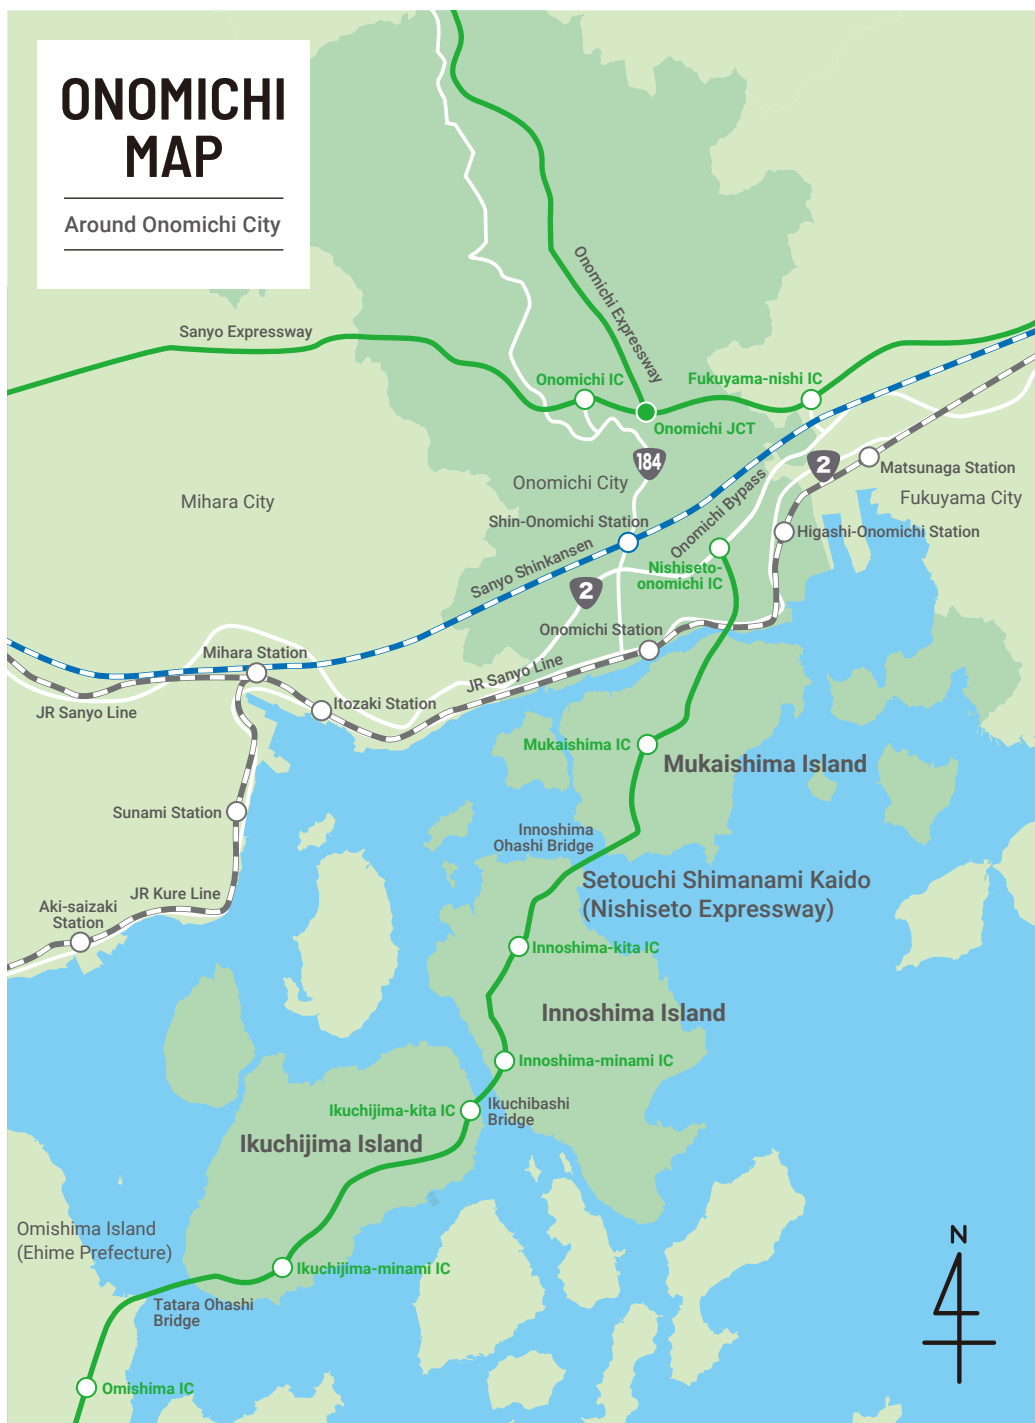 ONOMICHI
MAP
Around Onomichi City
Sanyo Expressway
Onomichi Expressway
Onomichi IC
Fukuyama-nishi IC
Onomichi JCT
184
2
Matsunaga Station
Mihara City
Onomichi City
Fukuyama City
Onomichi Bypass
Shin-Onomichi Station
Higashi-Onomichi Station
Sanyo Shinkansen
Nishiseto-
onomichi IC
2
Onomichi Station
Mihara Station
JR Sanyo Line
JR Sanyo Line
Itozaki Station
Mukaishima IC
Mukaishima Island
Sunami Station
Innoshima
Ohashi Bridge
Setouchi Shimanami Kaido
(Nishiseto Expressway)
JR Kure Line
Aki-saizaki
Station
Innoshima-kita IC
Innoshima Island
Innoshima-minami IC
Ikuchijima-kita IC
Ikuchibashi
Bridge
Ikuchijima Island
Omishima Island
(Ehime Prefecture)
Ikuchijima-minami IC
Tatara Ohashi
Bridge
Omishima IC
N